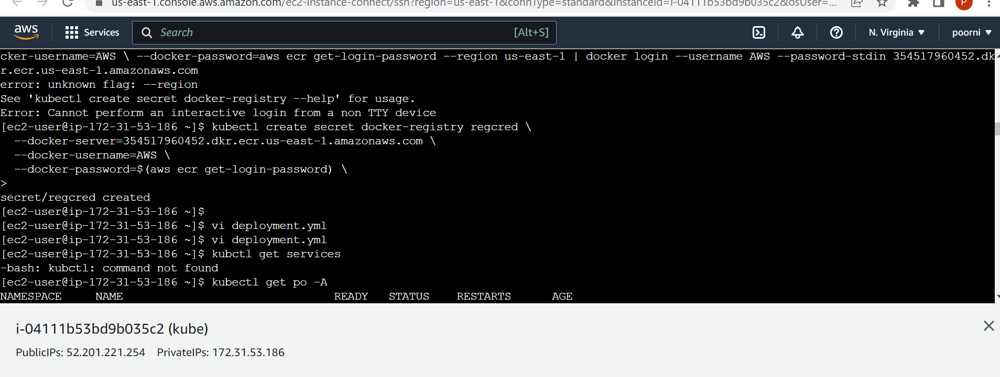 us-east-1.console.aws.amazon.com/ec2-instance-connect/ssh?region=us-east-1&connType=standard&instanceId=i-04111b53bd9b035c2&osUser=...
P
aws
Services
Search
[Alt+S]
N. Virginia
poorni
cker-username=AWS \ --docker-password=aws ecr get-login-password --region us-east-1 | docker login --username AWS --password-stdin 354517960452.dk
r.ecr.us-east-1.amazonaws.com
error: unknown flag: --region
See 'kubectl create secret docker-registry --help' for usage.
Error: Cannot perform an interactive login from a non TTY device
[ec2-user@ip-172-31-53-186 ~]$ kubectl create secret docker-registry regcred \
--docker-server=354517960452.dkr.ecr.us-east-1.amazonaws.com \
--docker-username=AWS \
--docker-password=$(aws ecr get-login-password) \
>
secret/regcred created
[ec2-user@ip-172-31-53-186 ~]$
[ec2-user@ip-172-31-53-186 ~]$ vi deployment.yml
[ec2-user@ip-172-31-53-186 ~]$ vi deployment.yml
[ec2-user@ip-172-31-53-186 ~]$ kubctl get services
-bash: kubctl: command not found
[ec2-user@ip-172-31-53-186 ~]$ kubectl get po -A
NAMESPACE NAME READY STATUS RESTARTS AGE
i-04111b53bd9b035c2 (kube)
PublicIPs: 52.201.221.254 PrivateIPs: 172.31.53.186